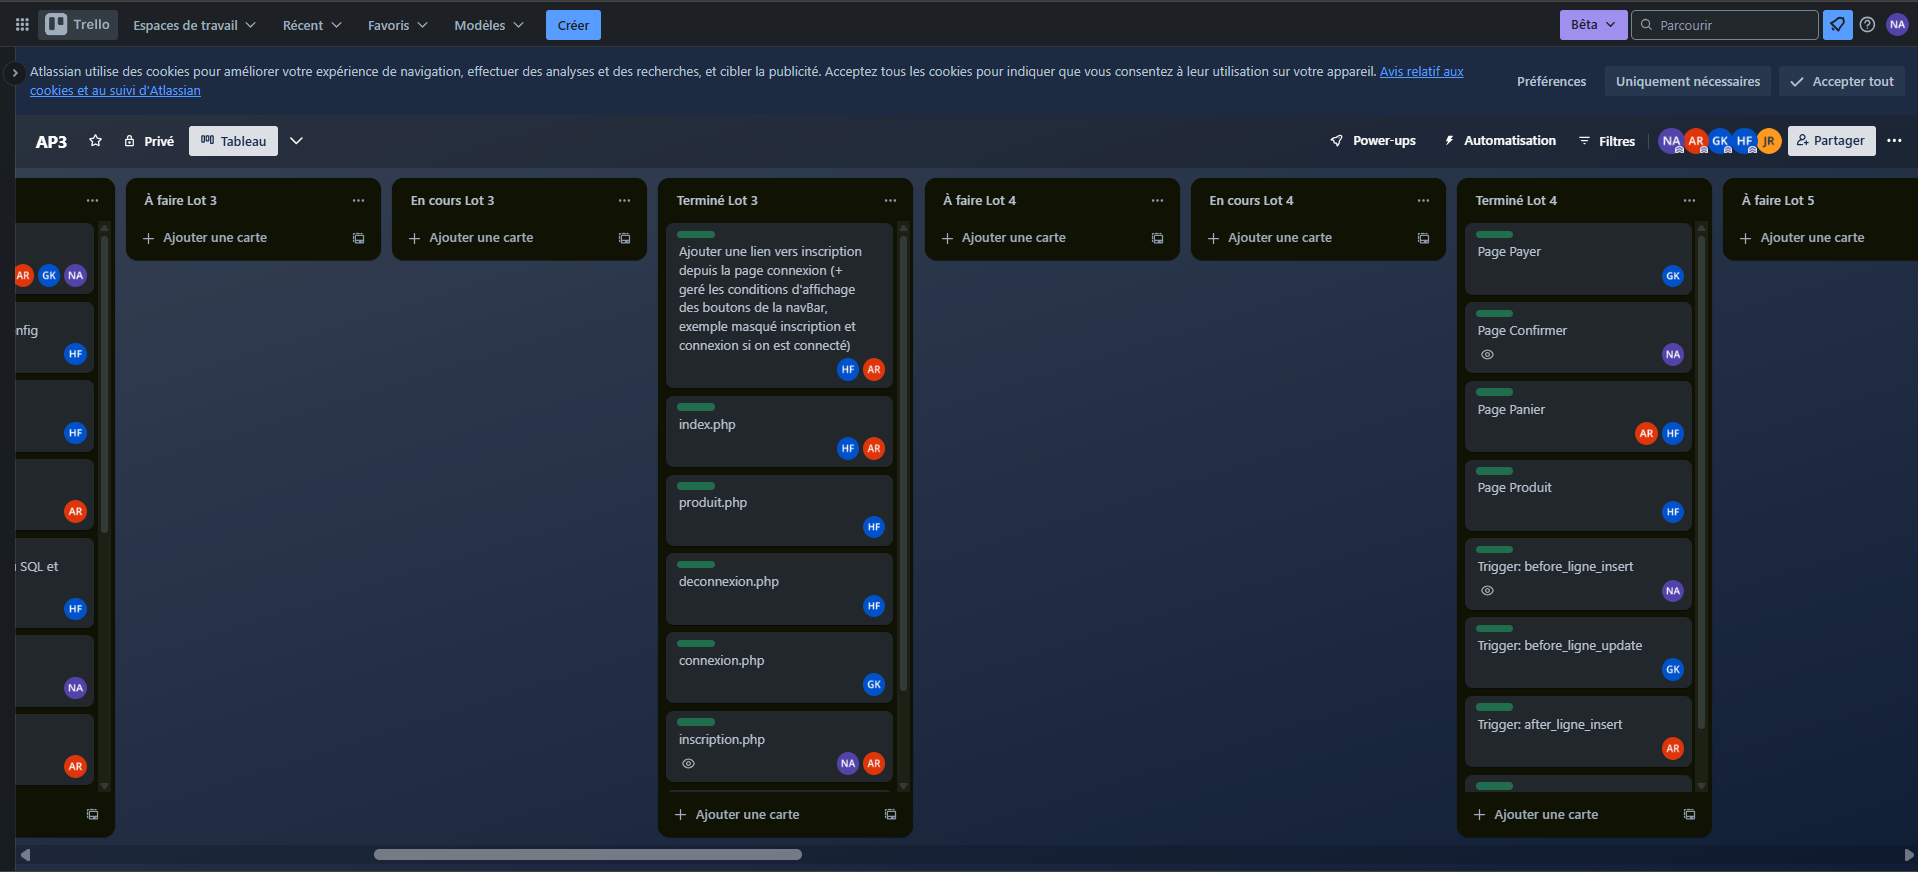 Trello
Espaces de travail
Récent
Favoris
Modèles
Créer
Bêta
Parcourir
NA
Atlassian utilise des cookies pour améliorer votre expérience de navigation, effectuer des analyses et des recherches, et cibler la publicité. Acceptez tous les cookies pour indiquer que vous consentez à leur utilisation sur votre appareil. Avis relatif aux
cookies et au suivi d'Atlassian
Préférences
Uniquement nécessaires
Accepter tout
AP3
Privé
Tableau
Power-ups
Automatisation
Filtres
NA AR GK HF JR
Partager
AR GK NA
nfig
HF
HF
AR
SQL et
HF
NA
AR
À faire Lot 3
Ajouter une carte
En cours Lot 3
Ajouter une carte
Terminé Lot 3
Ajouter une lien vers inscription
depuis la page connexion (+
geré les conditions d'affichage
des boutons de la navBar,
exemple masqué inscription et
connexion si on est connecté)
HF AR
index.php
HF AR
produit.php
HF
deconnexion.php
HF
connexion.php
GK
inscription.php
NA AR
Ajouter une carte
À faire Lot 4
Ajouter une carte
En cours Lot 4
Ajouter une carte
Terminé Lot 4
Page Payer
GK
Page Confirmer
NA
Page Panier
AR HF
Page Produit
HF
Trigger: before_ligne_insert
NA
Trigger: before_ligne_update
GK
Trigger: after_ligne_insert
AR
Ajouter une carte
À faire Lot 5
Ajouter une carte